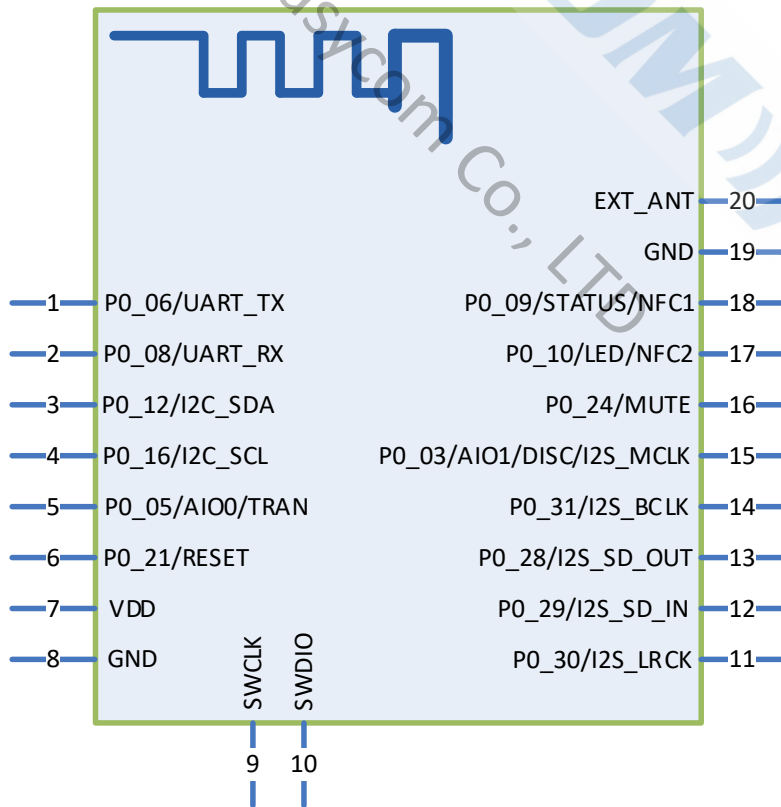 asycom Co., LTD
EXT_ANT 20
GND 19
1 P0_06/UART_TX P0_09/STATUS/NFC1 18
2 P0_08/UART_RX P0_10/LED/NFC2 17
3 P0_12/I2C_SDA P0_24/MUTE 16
4 P0_16/I2C_SCL P0_03/AIO1/DISC/I2S_MCLK 15
5 P0_05/AIO0/TRAN P0_31/I2S_BCLK 14
6 P0_21/RESET P0_28/I2S_SD_OUT 13
7 VDD P0_29/I2S_SD_IN 12
8 GND P0_30/I2S_LRCK 11
SWCLK SWDIO
9 10